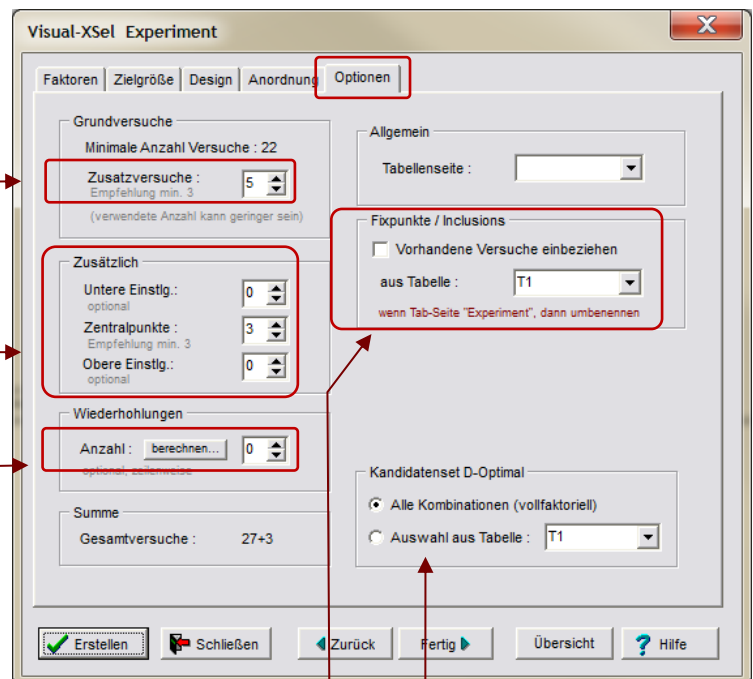 Visual-XSel Experiment
X
Faktoren Zielgröße Design Anordnung Optionen
Grundversuche
Minimale Anzahl Versuche : 22
Zusatzversuche : 5
Empfehlung min. 3
(verwendete Anzahl kann geringer sein)
Zusätzlich
Untere Einstlg.: 0
optional
Zentralpunkte : 3
Empfehlung min. 3
Obere Einstlg.: 0
optional
Wiederhohlungen
Anzahl : berechnen... 0
optional, zeilenweise
Summe
Gesamtversuche : 27+3
Allgemein
Tabellenseite :
Fixpunkte / Inclusions
Vorhandene Versuche einbeziehen
aus Tabelle : T1
wenn Tab-Seite "Experiment", dann umbenennen
Kandidatenset D-Optimal
Alle Kombinationen (vollfaktoriell)
Auswahl aus Tabelle : T1
Erstellen Schließen Zurück Fertig Übersicht ? Hilfe